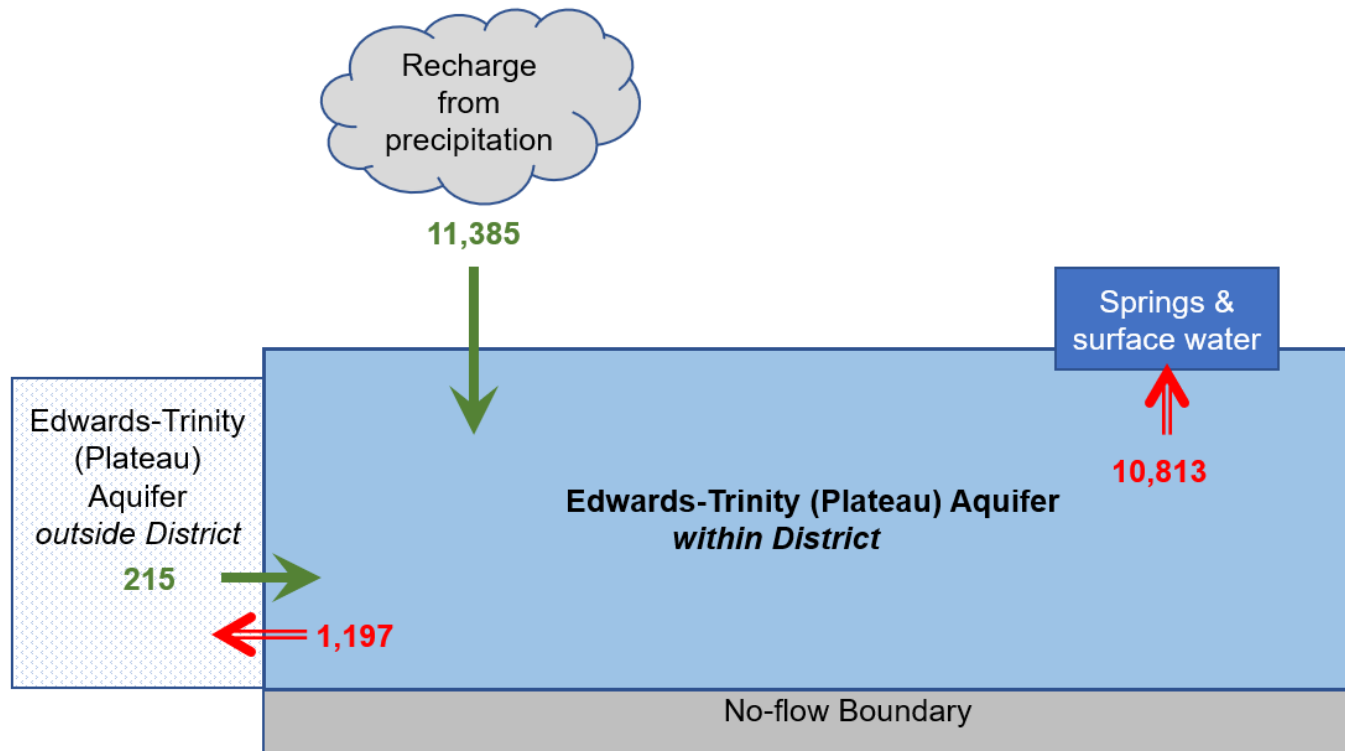 Recharge
from
precipitation
11,385
Springs &
surface water
10,813
Edwards-Trinity
(Plateau)
Aquifer
outside District
215
1,197
Edwards-Trinity (Plateau) Aquifer
within District
No-flow Boundary